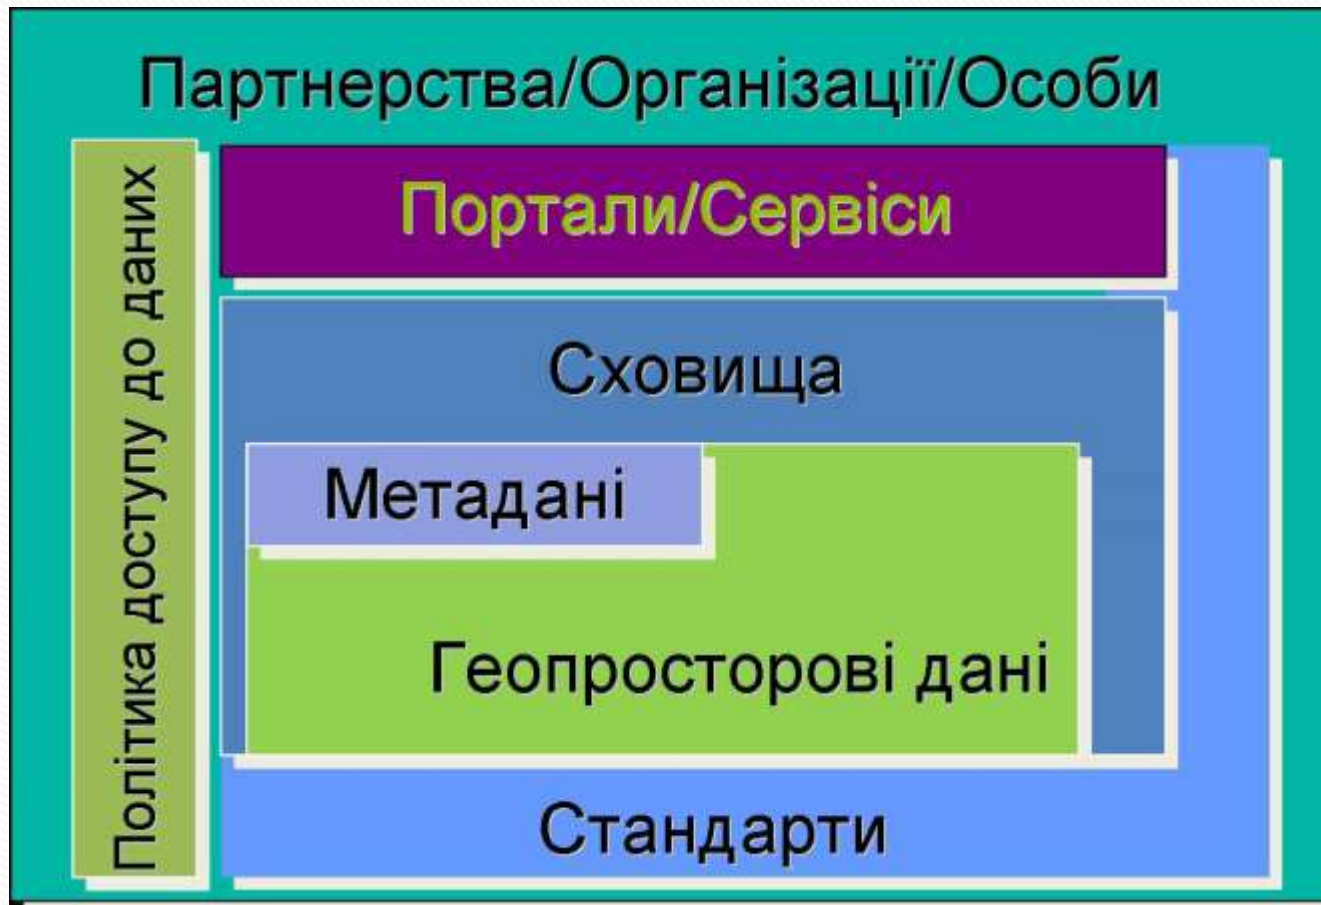 Партнерства/Організації/Особи
Політика доступу до даних
Портали/Сервіси
Сховища
Метадані
Геопросторові дані
Стандарти